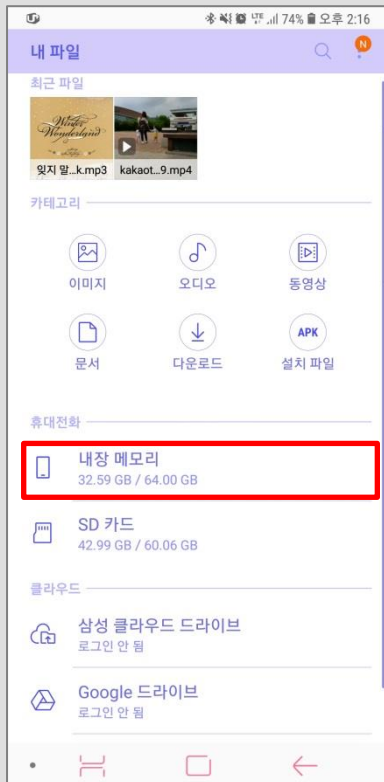 LTE 74% 오후 2:16
내 파일
N
최근 파일
Winter
Wonderland
잊지 말...k.mp3 kakaot...9.mp4
카테고리
이미지 오디오 동영상
APK
문서 다운로드 설치 파일
휴대전화
내장 메모리
32.59 GB / 64.00 GB
SD 카드
42.99 GB / 60.06 GB
클라우드
삼성 클라우드 드라이브
로그인 안 됨
Google 드라이브
로그인 안 됨